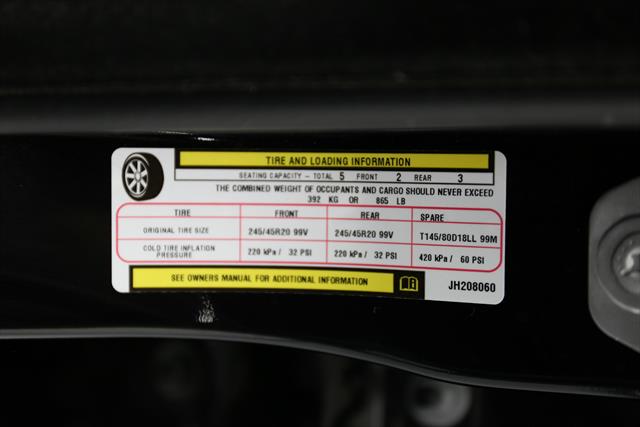 TIRE AND LOADING INFORMATION
SEATING CAPACITY - TOTAL 5 FRONT 2 REAR 3
THE COMBINED WEIGHT OF OCCUPANTS AND CARGO SHOULD NEVER EXCEED
392 KG OR 865 LB
TIRE FRONT REAR SPARE
ORIGINAL TIRE SIZE 245/45R20 99V 245/45R20 99V T145/80D18LL 99M
COLD TIRE INFLATION
PRESSURE 220 kPa / 32 PSI 220 kPa / 32 PSI 420 kPa / 60 PSI
SEE OWNERS MANUAL FOR ADDITIONAL INFORMATION
JH208060